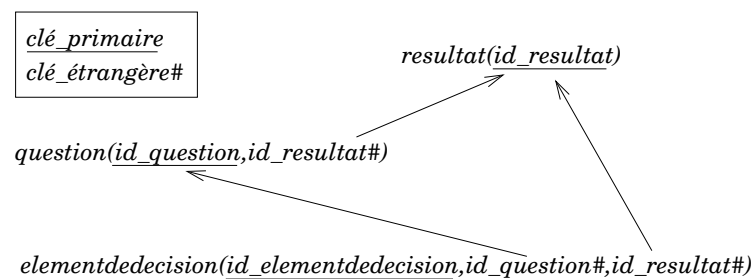 clé_primaire
clé_étrangère#
resultat(id_resultat)
question(id_question,id_resultat#)
elementdedecision(id_elementdedecision,id_question#,id_resultat#)